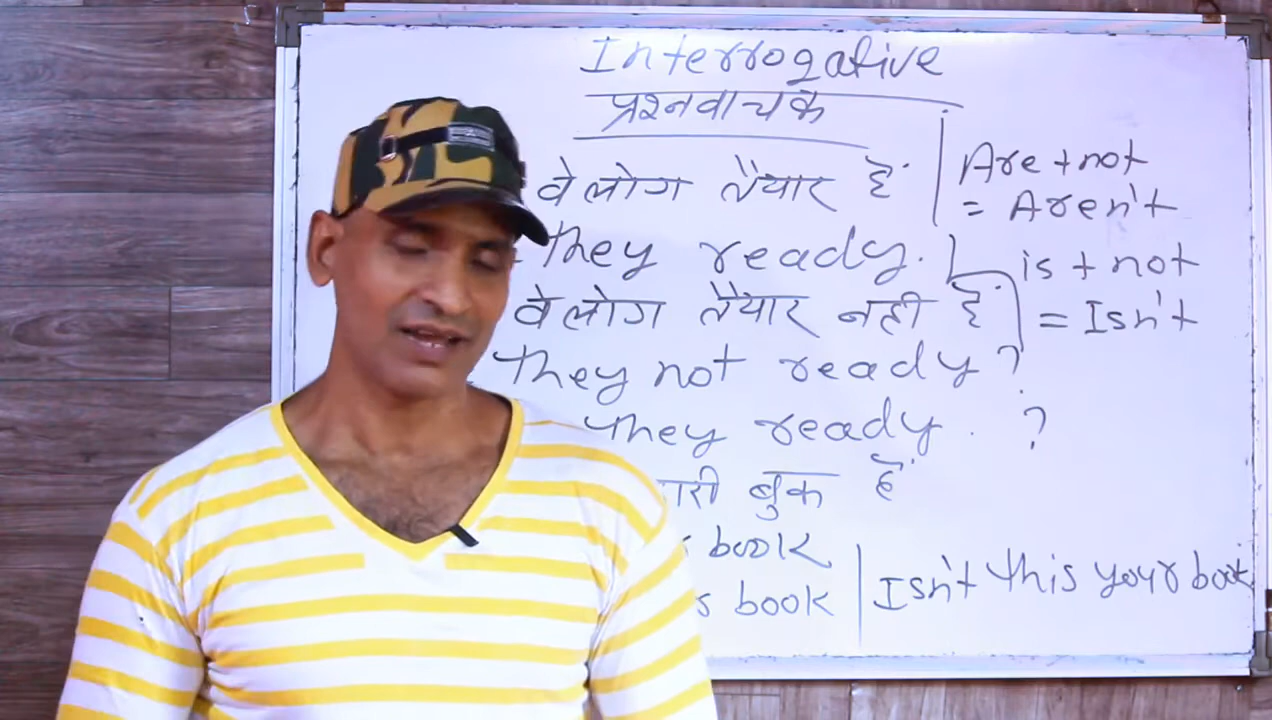 Interrogative
प्रश्नवाचक
वे लोग तैयार हैं
they ready.
वे लोग तैयार नहीं हैं
they not ready ?
they ready . ?
बुक हैं
book
book
Are + not
= Aren't
is + not
= Isn't
Isn't this your book